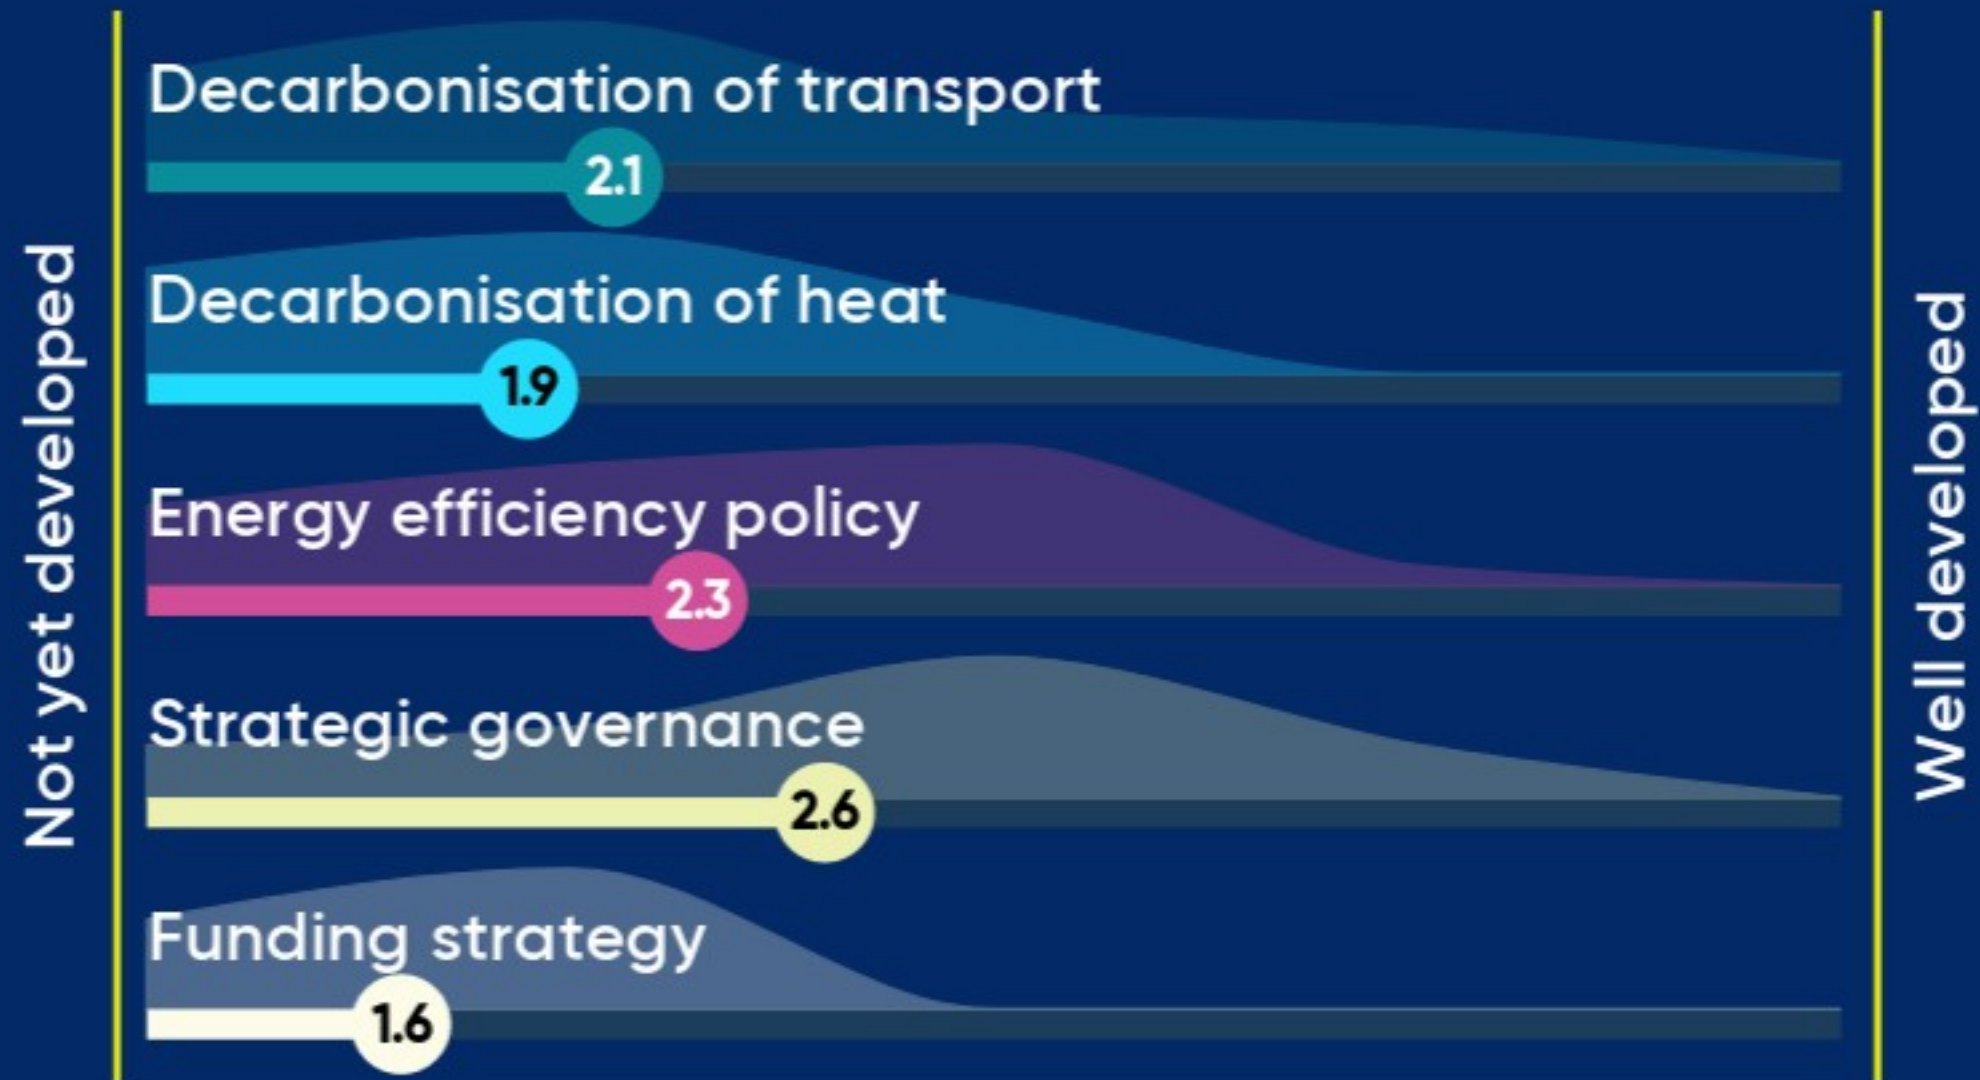 Not yet developed
Decarbonisation of transport
2.1
Decarbonisation of heat
1.9
Energy efficiency policy
2.3
Strategic governance
2.6
Funding strategy
1.6
Well developed